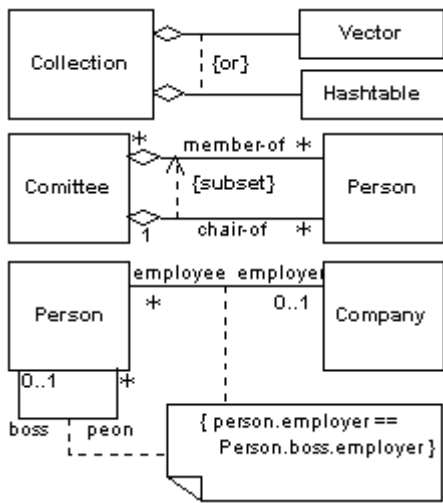 Collection
Vector
{or}
Hashtable
Comittee
* member-of *
{subset}
Person
1 chair-of *
employee employer
Person
* 0..1
Company
0..1 *
boss peon
{ person.employer ==
Person.boss.employer }